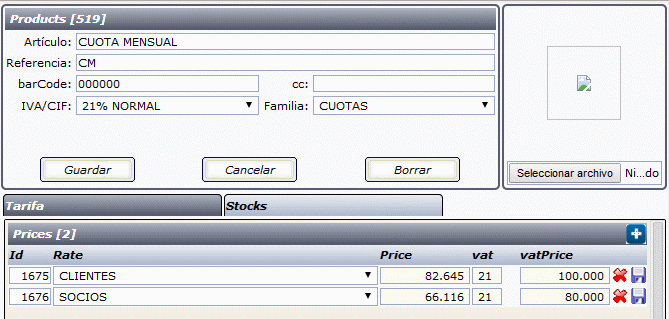 Products [519]
Artículo: CUOTA MENSUAL
Referencia: CM
barCode: 000000 cc:
IVA/CIF: 21% NORMAL Familia: CUOTAS
Guardar Cancelar Borrar
Seleccionar archivo Ni...do
Tarifa Stocks
Prices [2]
Id Rate Price vat vatPrice
1675 CLIENTES 82.645 21 100.000
1676 SOCIOS 66.116 21 80.000